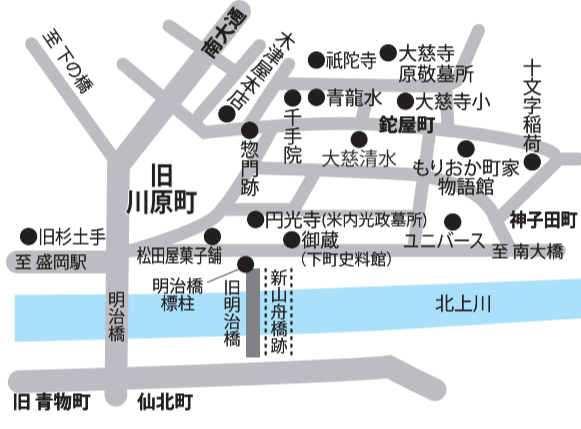 至 下の橋
南大通
木津屋本店
祇陀寺
大慈寺
原敬墓所
青龍水
大慈寺小
十文字稲荷
千手院
鉈屋町
惣門跡
大慈清水
もりおか町家
物語館
旧
川原町
円光寺(米内光政墓所)
神子田町
旧杉土手
松田屋菓子舗
御蔵
(下町史料館)
ユニバース
至 南大橋
至 盛岡駅
明治橋
標柱
旧明治橋
新山舟橋跡
北上川
明治橋
旧 青物町
仙北町